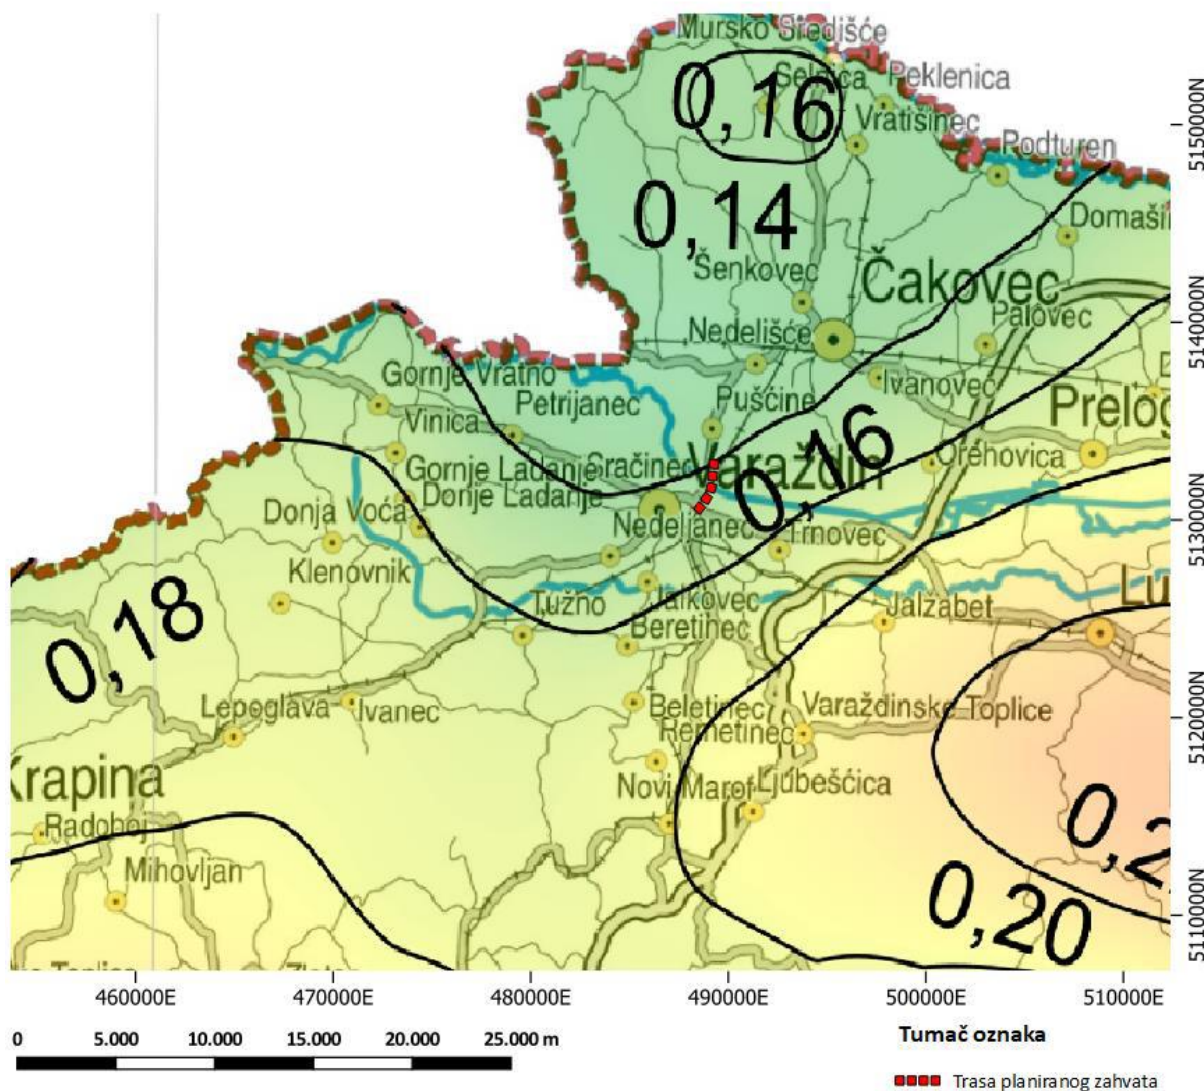 Mursko Središće
0,16
Selnica
Peklenica
Vratišinec
Podturen
5150000N
0,14
Domaši
Šenkovec
Čakovec
Nedelišće
Palovec
5140000N
Gornje Vratno
Petrijanec
Pušćine
Ivanovec
Prelog
Vinica
Gornje Ladanje
Sračinec
Varaždin
0,16
Orehovica
Donja Voća
Donje Ladanje
Nedeljanec
Trnovec
5130000N
Klenovnik
0,18
Tužno
Jalkovec
Jalžabet
Lu
Beretinec
Lepoglava
Ivanec
Beletinec
Varaždinske Toplice
5120000N
Remetinec
Krapina
Novi Marof
Ljubešćica
Radoboj
0,2
Mihovljan
0,20
5110000N
460000E 470000E 480000E 490000E 500000E 510000E
0 5.000 10.000 15.000 20.000 25.000 m
Tumač oznaka
Trasa planiranog zahvata